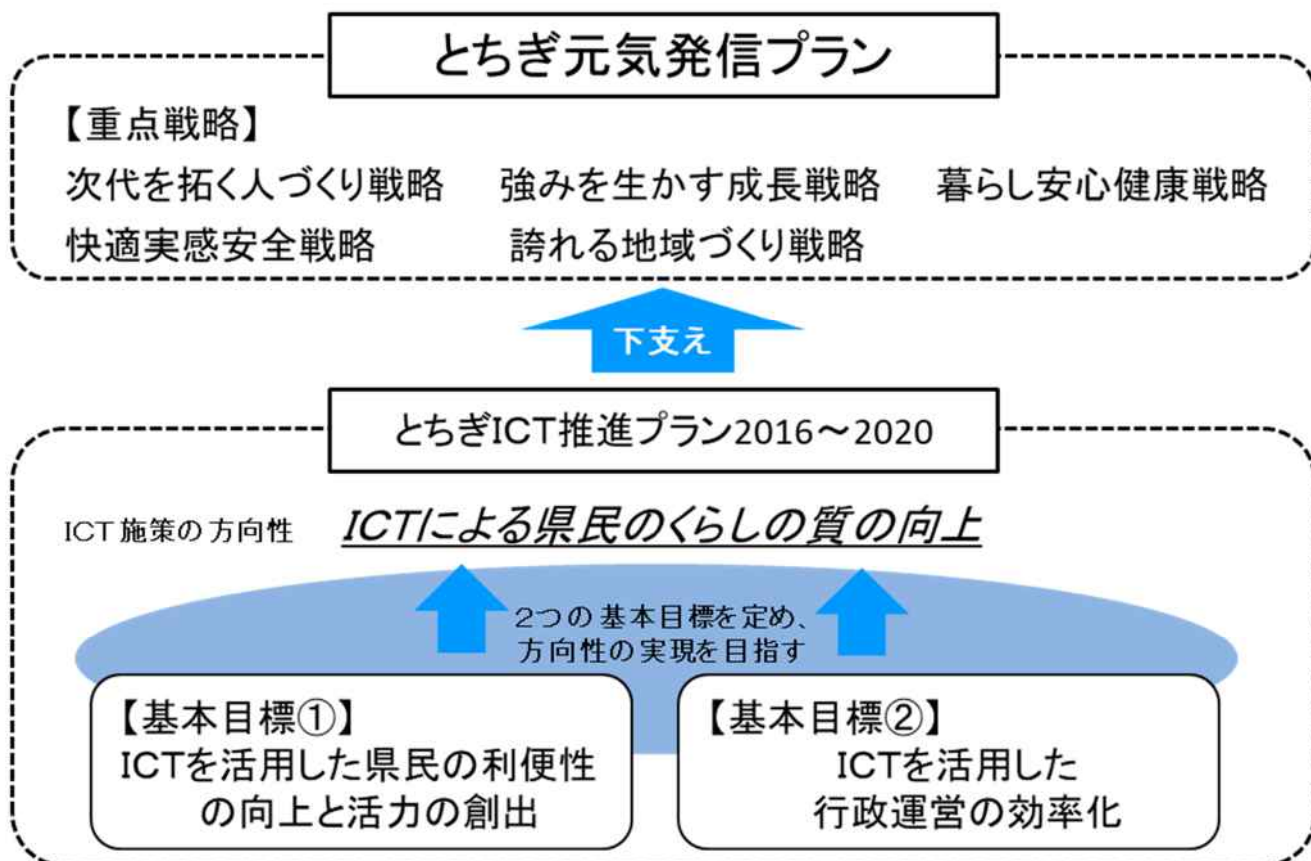 とちぎ元気発信プラン
【重点戦略】
次代を拓く人づくり戦略 強みを生かす成長戦略 暮らし安心健康戦略
快適実感安全戦略 誇れる地域づくり戦略
下支え
とちぎICT推進プラン2016～2020
ICT施策の方向性 ICTによる県民のくらしの質の向上
2つの基本目標を定め、
方向性の実現を目指す
【基本目標①】
ICTを活用した県民の利便性
の向上と活力の創出
【基本目標②】
ICTを活用した
行政運営の効率化